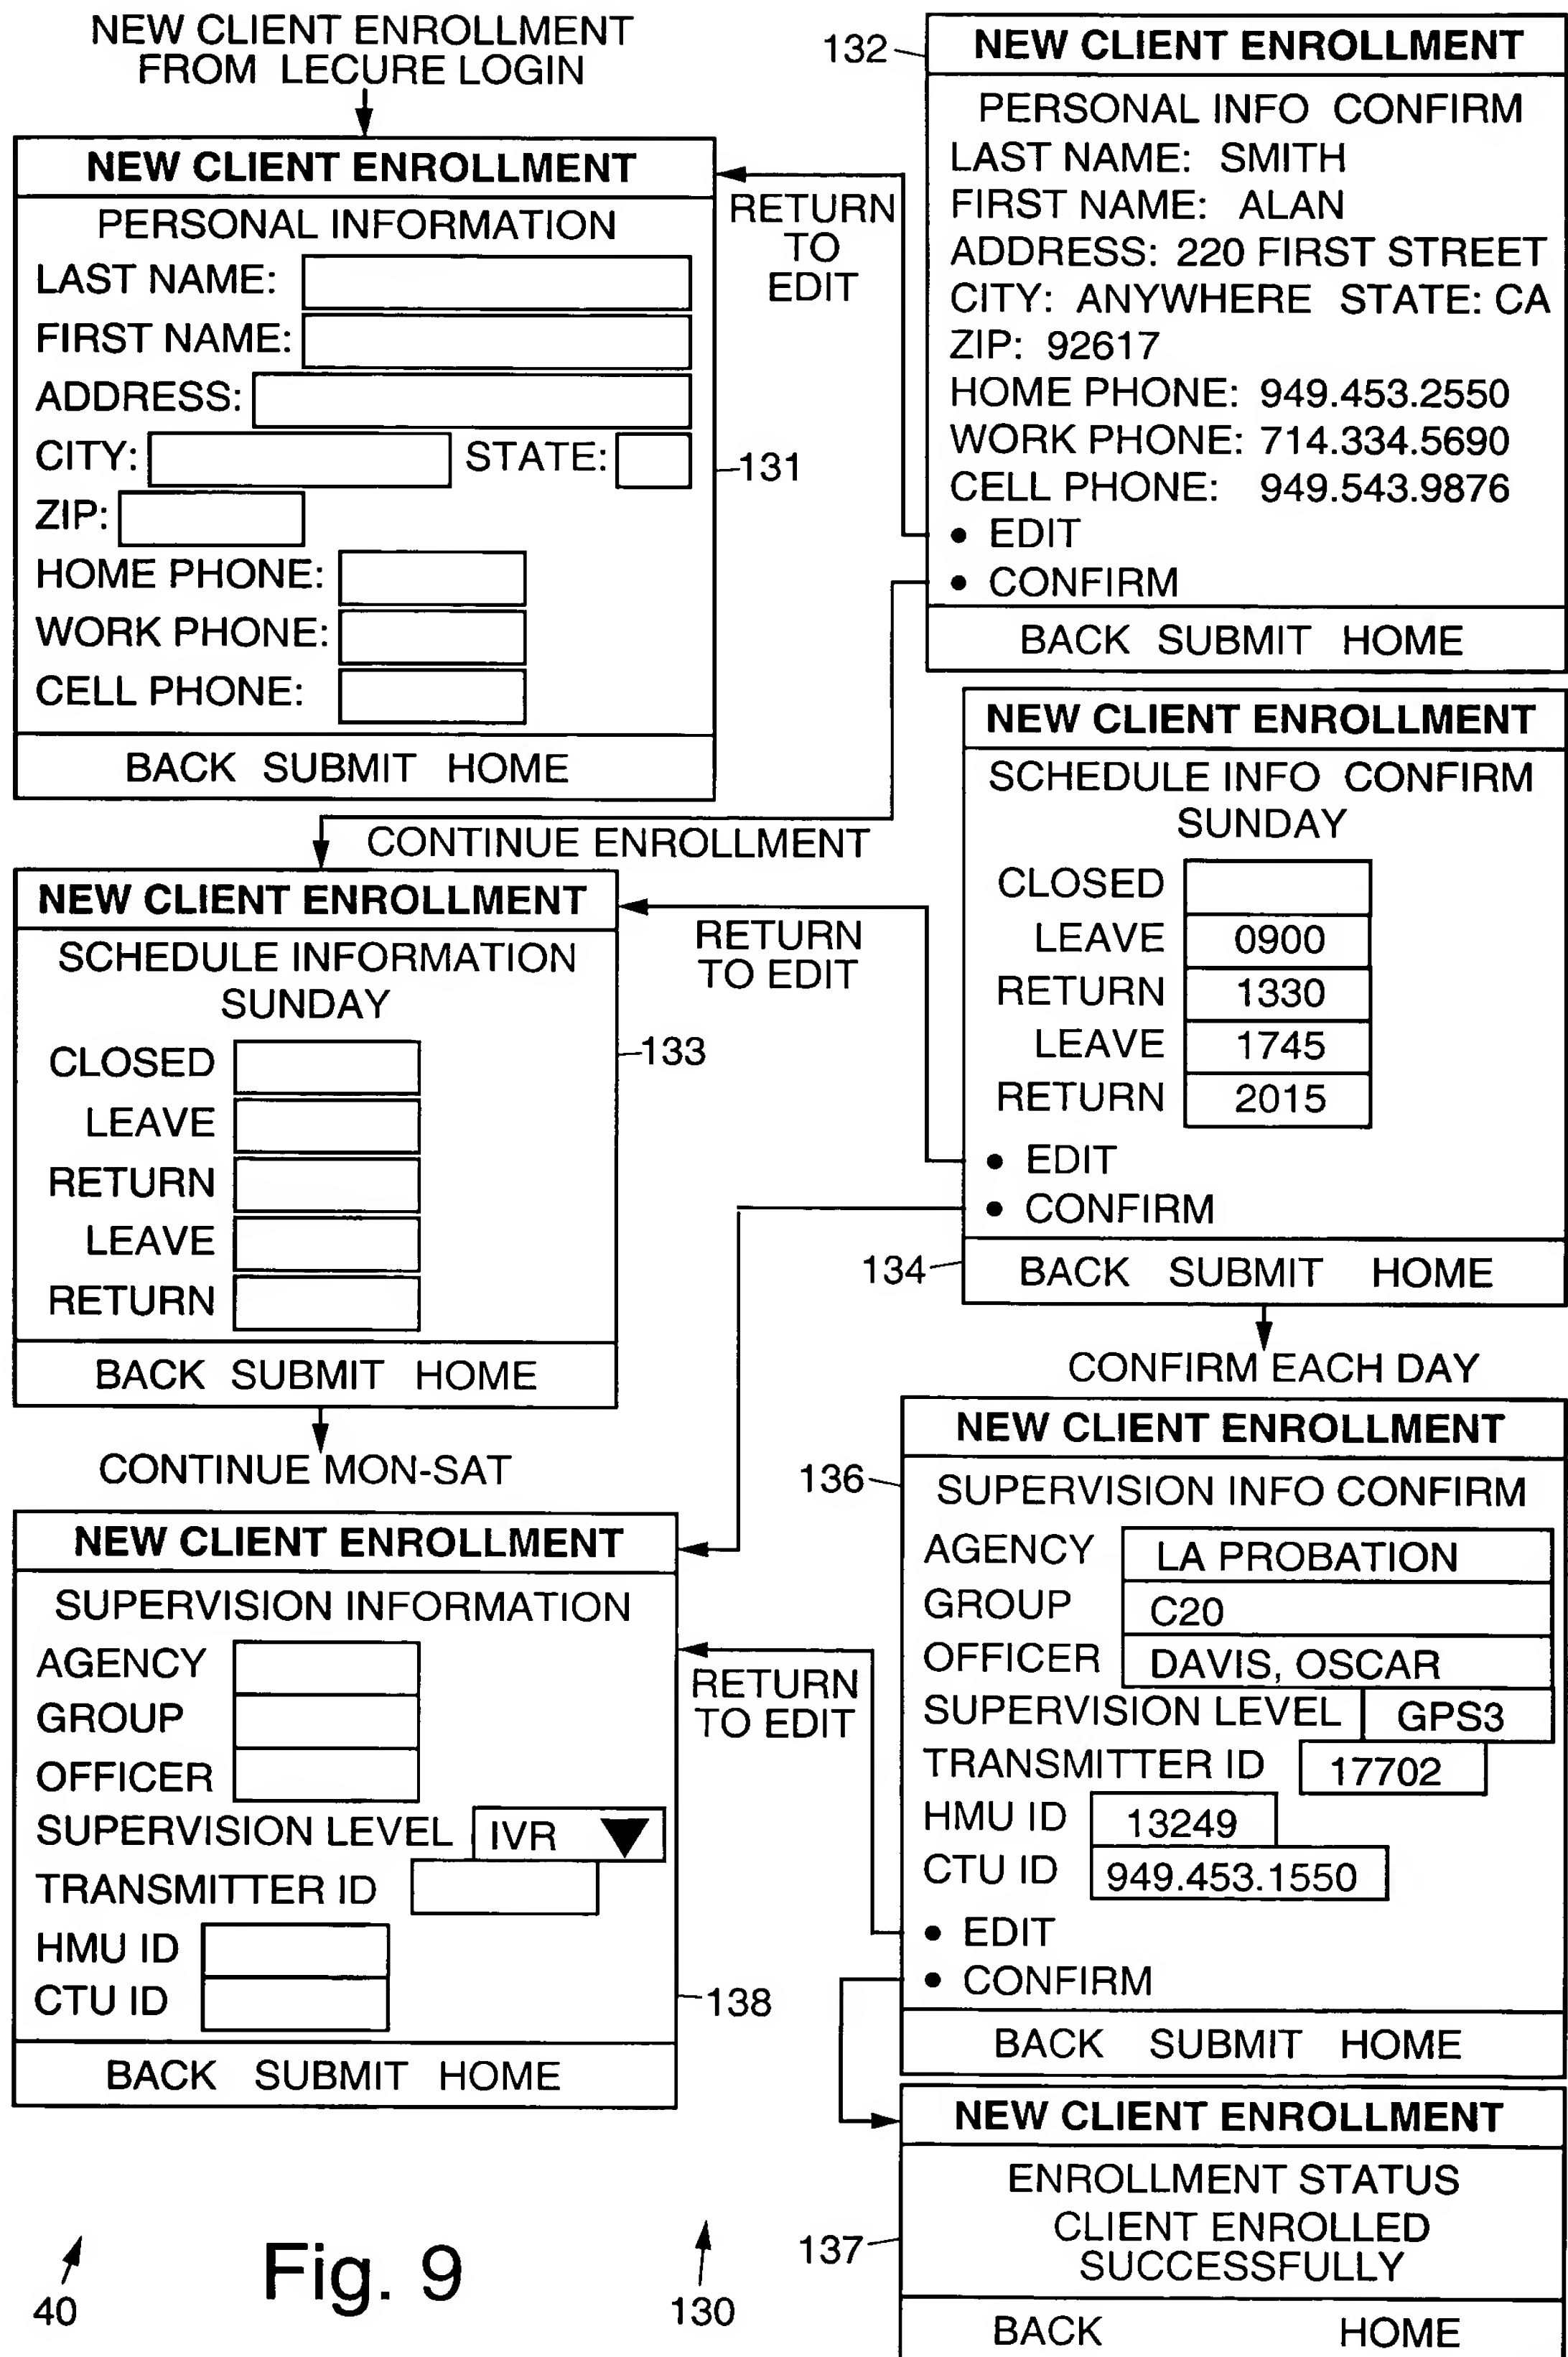 NEW CLIENT ENROLLMENT
FROM LECURE LOGIN
NEW CLIENT ENROLLMENT
PERSONAL INFORMATION
LAST NAME:
FIRST NAME:
ADDRESS:
CITY: STATE:
ZIP:
HOME PHONE:
WORK PHONE:
CELL PHONE:
BACK SUBMIT HOME
131
132
NEW CLIENT ENROLLMENT
PERSONAL INFO CONFIRM
LAST NAME: SMITH
FIRST NAME: ALAN
ADDRESS: 220 FIRST STREET
CITY: ANYWHERE STATE: CA
ZIP: 92617
HOME PHONE: 949.453.2550
WORK PHONE: 714.334.5690
CELL PHONE: 949.543.9876
• EDIT
• CONFIRM
BACK SUBMIT HOME
RETURN
TO
EDIT
CONTINUE ENROLLMENT
NEW CLIENT ENROLLMENT
SCHEDULE INFORMATION
SUNDAY
CLOSED
LEAVE
RETURN
LEAVE
RETURN
BACK SUBMIT HOME
133
CONTINUE MON-SAT
RETURN
TO EDIT
NEW CLIENT ENROLLMENT
SCHEDULE INFO CONFIRM
SUNDAY
CLOSED
LEAVE 0900
RETURN 1330
LEAVE 1745
RETURN 2015
• EDIT
• CONFIRM
BACK SUBMIT HOME
134
CONFIRM EACH DAY
NEW CLIENT ENROLLMENT
SUPERVISION INFORMATION
AGENCY
GROUP
OFFICER
SUPERVISION LEVEL IVR
TRANSMITTER ID
HMU ID
CTU ID
BACK SUBMIT HOME
138
RETURN
TO EDIT
136
NEW CLIENT ENROLLMENT
SUPERVISION INFO CONFIRM
AGENCY LA PROBATION
GROUP C20
OFFICER DAVIS, OSCAR
SUPERVISION LEVEL GPS3
TRANSMITTER ID 17702
HMU ID 13249
CTU ID 949.453.1550
• EDIT
• CONFIRM
BACK SUBMIT HOME
NEW CLIENT ENROLLMENT
ENROLLMENT STATUS
CLIENT ENROLLED
SUCCESSFULLY
BACK HOME
137
40
Fig. 9
130